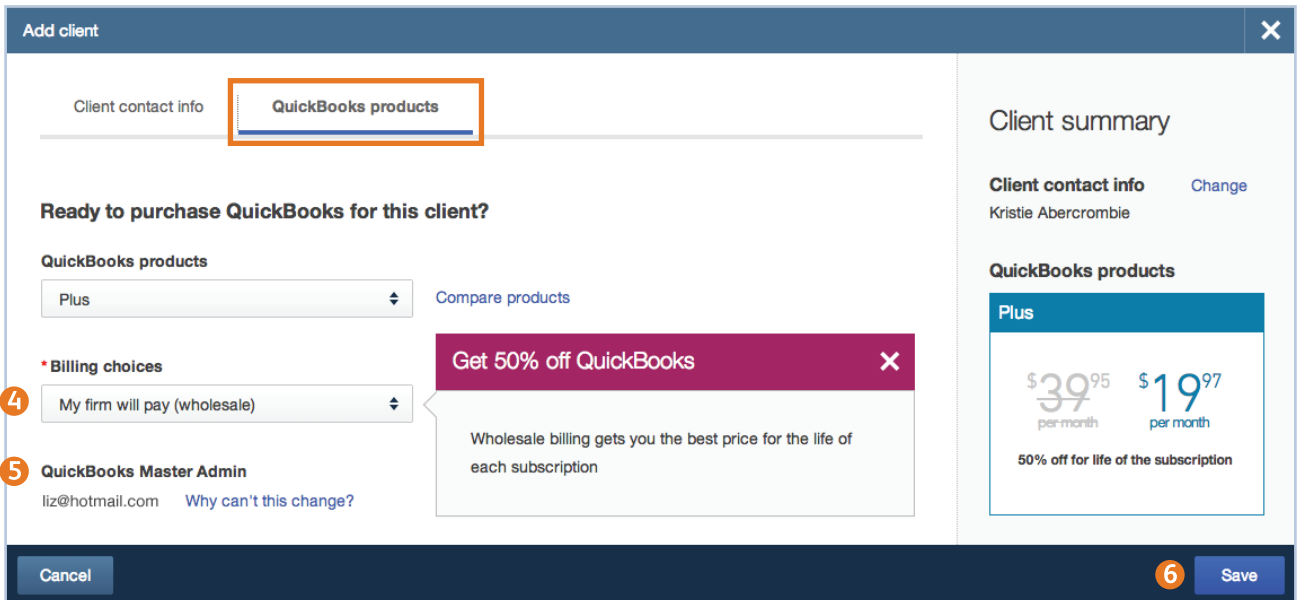 Add client
Client contact info
QuickBooks products
Ready to purchase QuickBooks for this client?
QuickBooks products
Plus
Compare products
* Billing choices
4
My firm will pay (wholesale)
Get 50% off QuickBooks
Wholesale billing gets you the best price for the life of
each subscription
5
QuickBooks Master Admin
liz@hotmail.com Why can't this change?
Client summary
Client contact info Change
Kristie Abercrombie
QuickBooks products
Plus
$39.95 $19.97
per month per month
50% off for life of the subscription
Cancel
6
Save